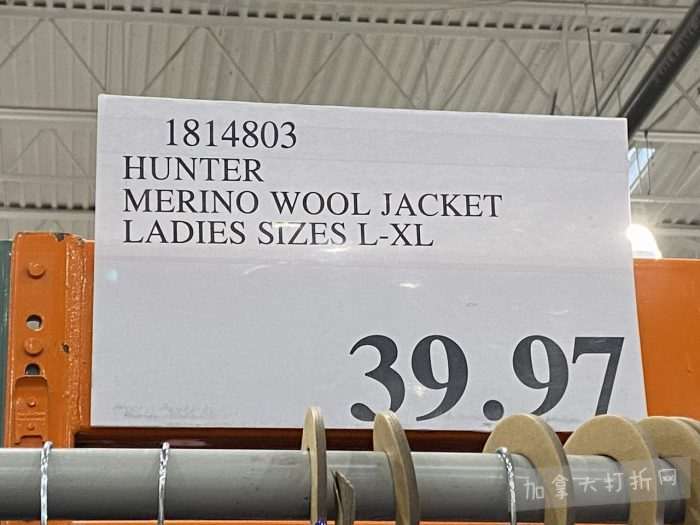 1814803
HUNTER
MERINO WOOL JACKET
LADIES SIZES L-XL
39.97
加拿大打折网